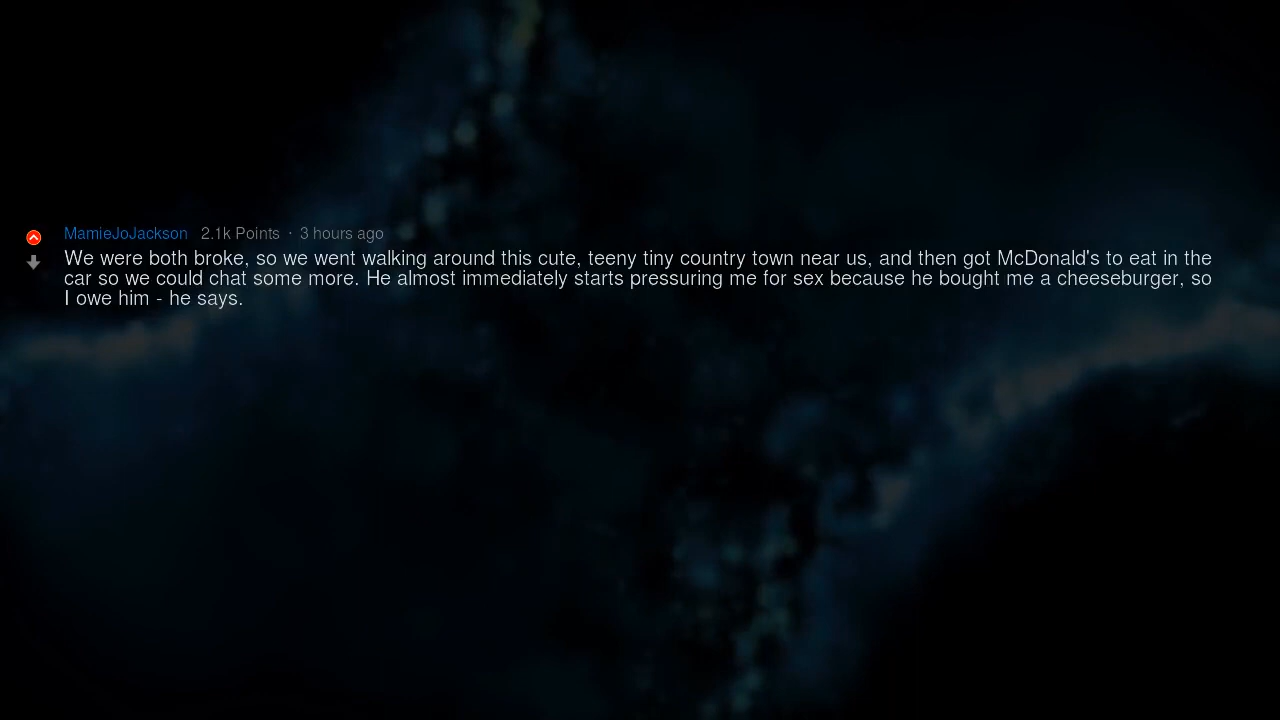 MamieJoJackson 2.1k Points · 3 hours ago
We were both broke, so we went walking around this cute, teeny tiny country town near us, and then got McDonald's to eat in the
car so we could chat some more. He almost immediately starts pressuring me for sex because he bought me a cheeseburger, so
I owe him - he says.